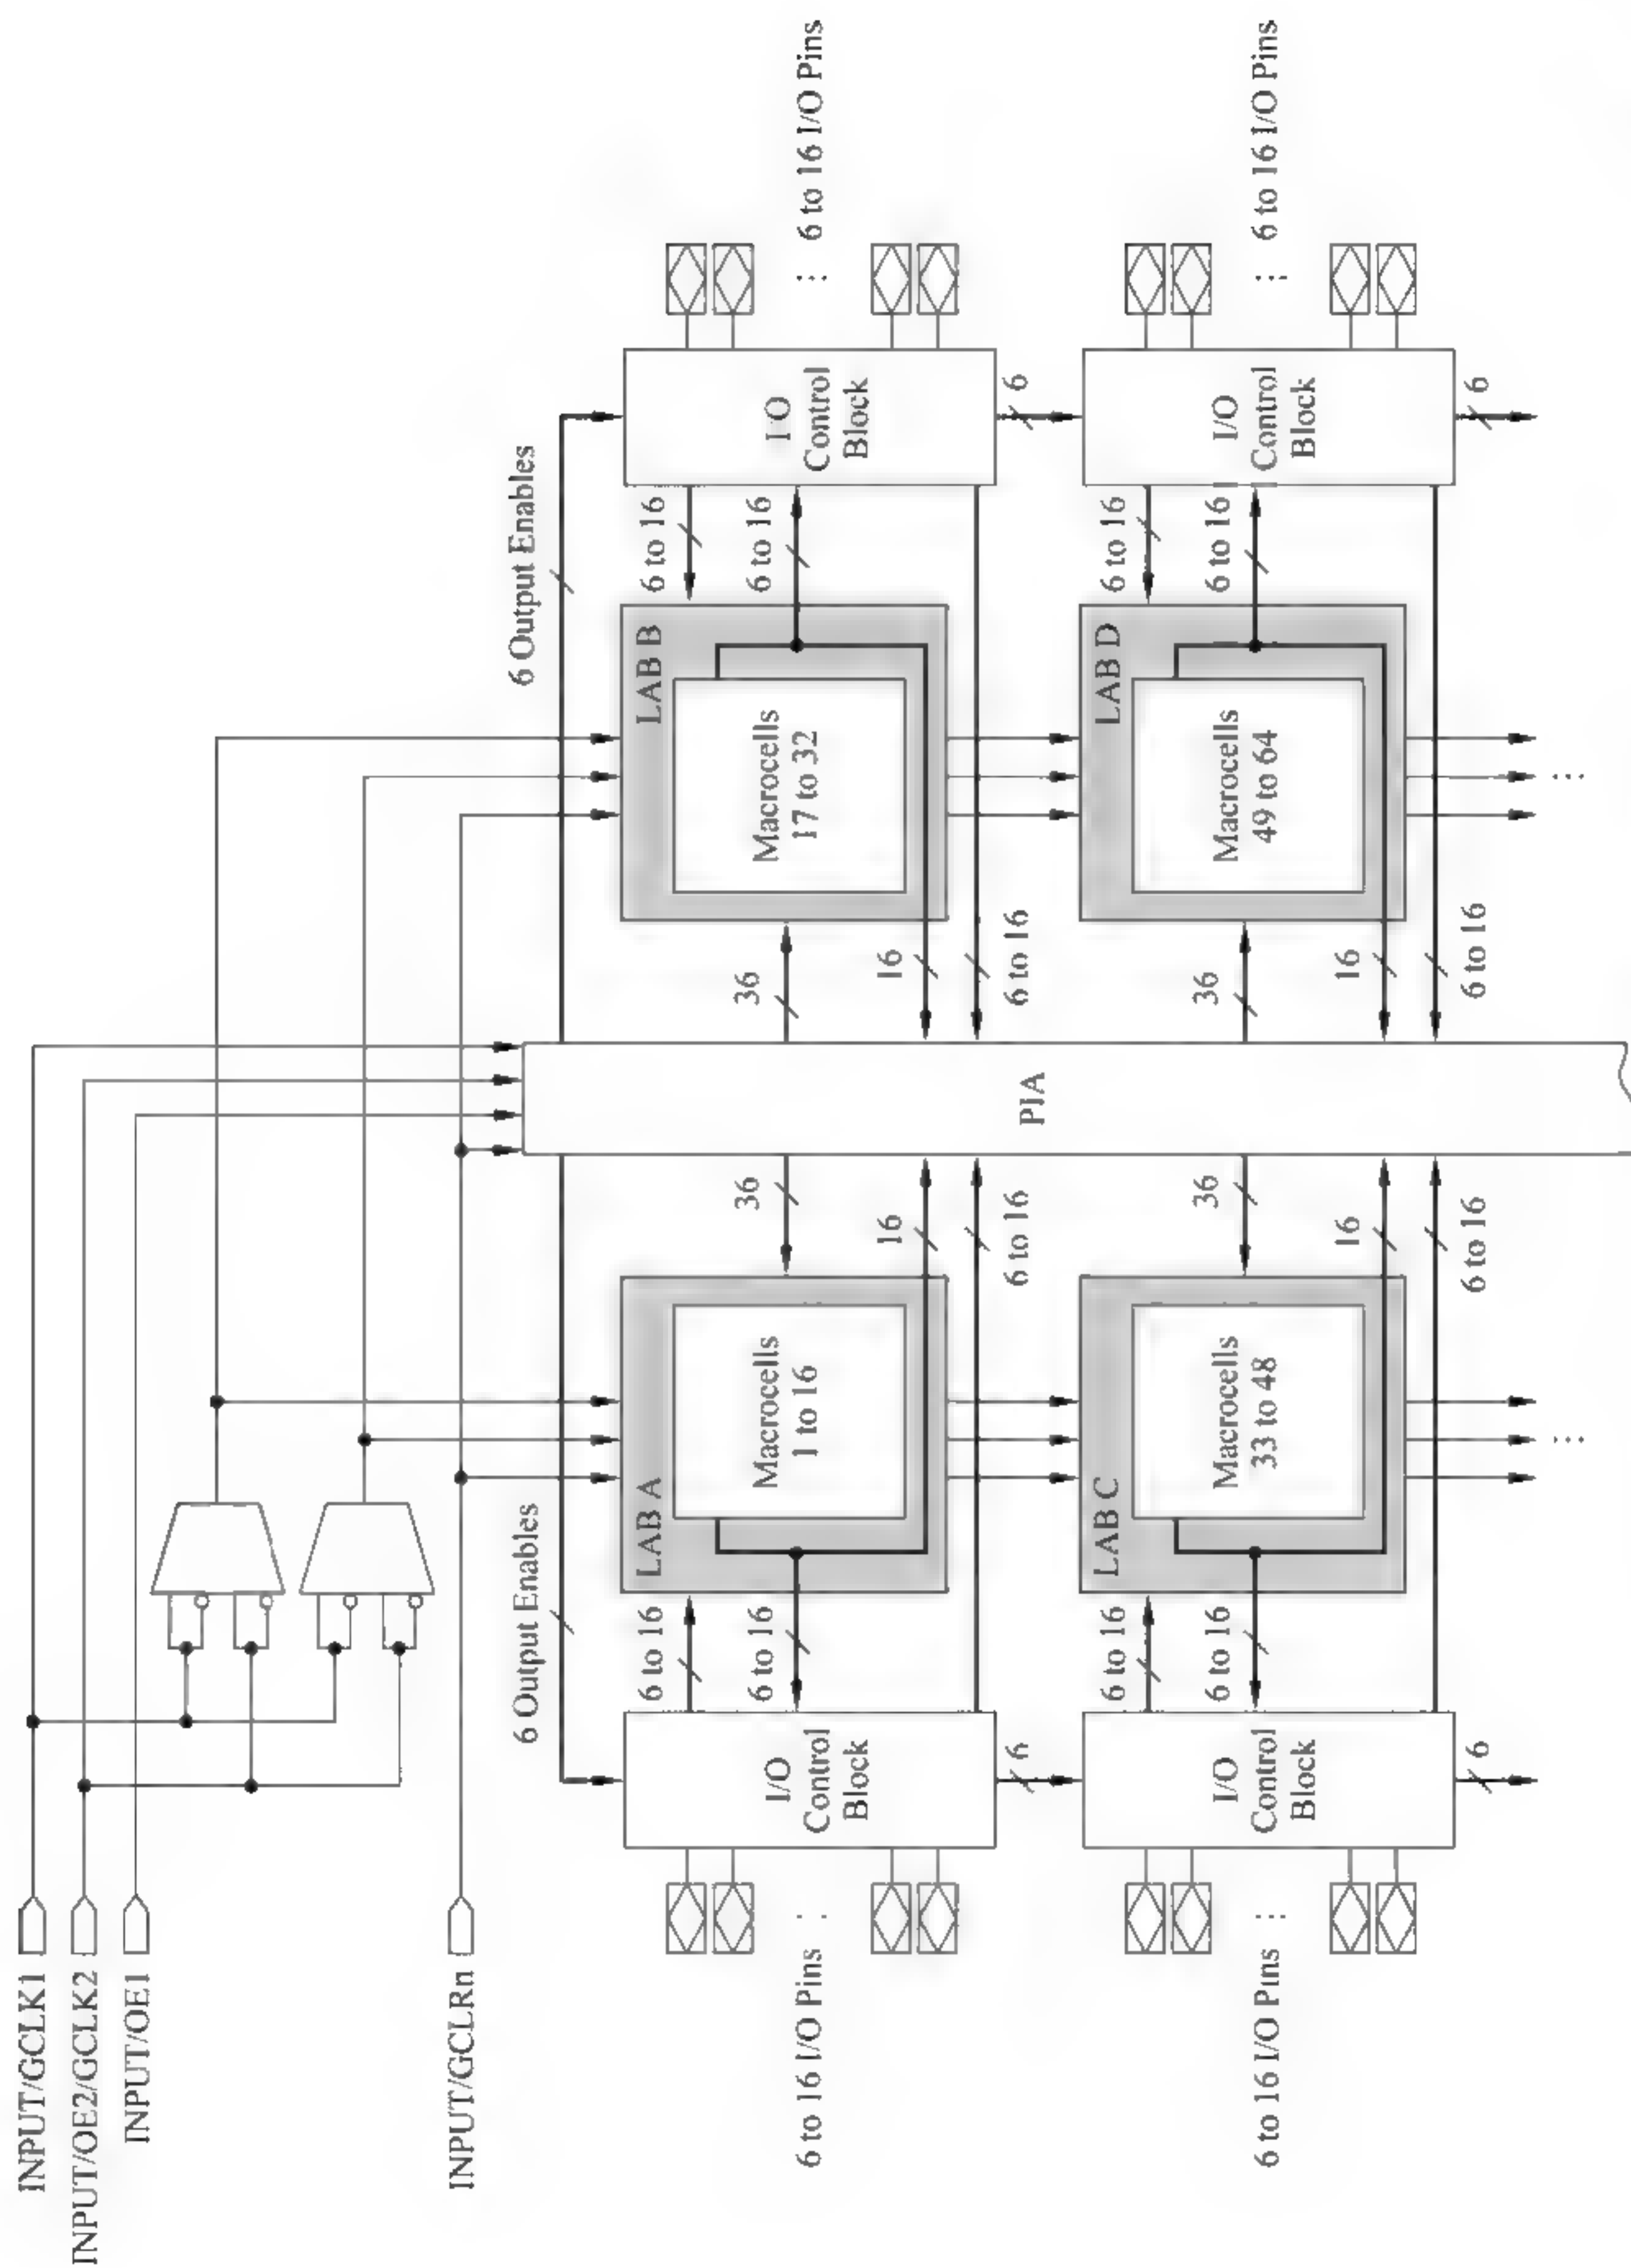 INPUT/GCLK1
INPUT/OE2/GCLK2
INPUT/OE1
INPUT/GCLRn
6 Output Enables
6 Output Enables
6 to 16 I/O Pins
I/O
Control
Block
6 to 16
6 to 16
LAB A
Macrocells
1 to 16
36
16
6 to 16
PIA
36
16
6 to 16
LAB B
Macrocells
17 to 32
6 to 16
6 to 16
I/O
Control
Block
6 to 16 I/O Pins
6
6
6 to 16 I/O Pins
I/O
Control
Block
6 to 16
6 to 16
LAB C
Macrocells
33 to 48
36
16
6 to 16
36
16
6 to 16
LAB D
Macrocells
49 to 64
6 to 16
6 to 16
I/O
Control
Block
6 to 16 I/O Pins
6
6